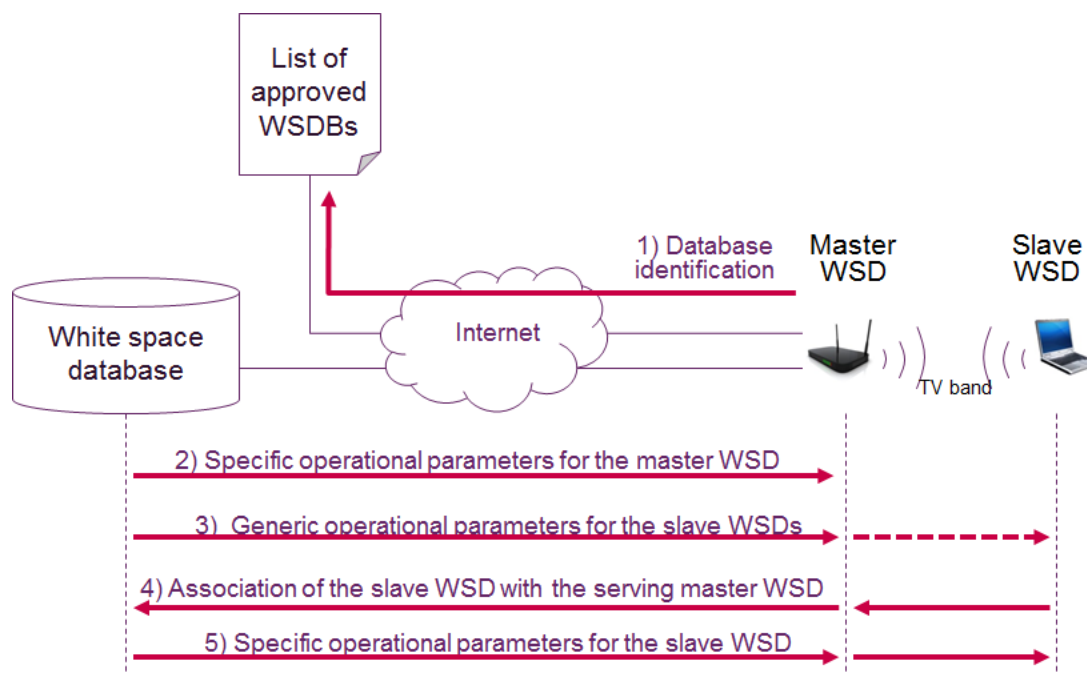 List of
approved
WSDBs
1) Database
identification
Master
WSD
Slave
WSD
White space
database
Internet
TV band
2) Specific operational parameters for the master WSD
3) Generic operational parameters for the slave WSDs
4) Association of the slave WSD with the serving master WSD
5) Specific operational parameters for the slave WSD